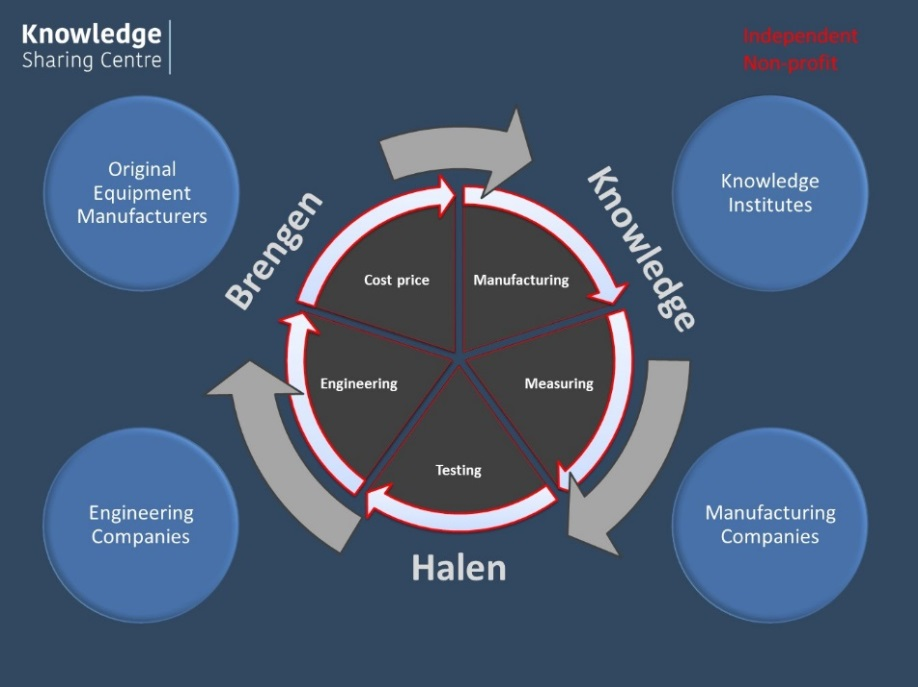 Knowledge
Sharing Centre
Independent
Non-profit
Original
Equipment
Manufacturers
Knowledge
Institutes
Brengen
Knowledge
Cost price
Manufacturing
Engineering
Measuring
Testing
Engineering
Companies
Manufacturing
Companies
Halen